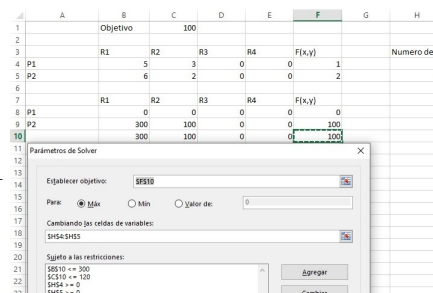 A B C D E F G H
1 Objetivo 100
2
3 R1 R2 R3 R4 F(x,y) Numero de
4 P1 5 3 0 0 1
5 P2 6 2 0 0 2
6
7 R1 R2 R3 R4 F(x,y)
8 P1 0 0 0 0 0
9 P2 300 100 0 0 100
10 300 100 0 0 100
11 Parámetros de Solver
12
13
14 Establecer objetivo: $F$10
15
16 Para: Máx Mín Valor de: 0
17
18 Cambiando las celdas de variables:
19 $H$4:$H$5
20 Sujeto a las restricciones:
21 $B$10 <= 300 Agregar
22 $C$10 <= 120
$H$4 >= 0
23 $H$5 >= 0 Cambiar